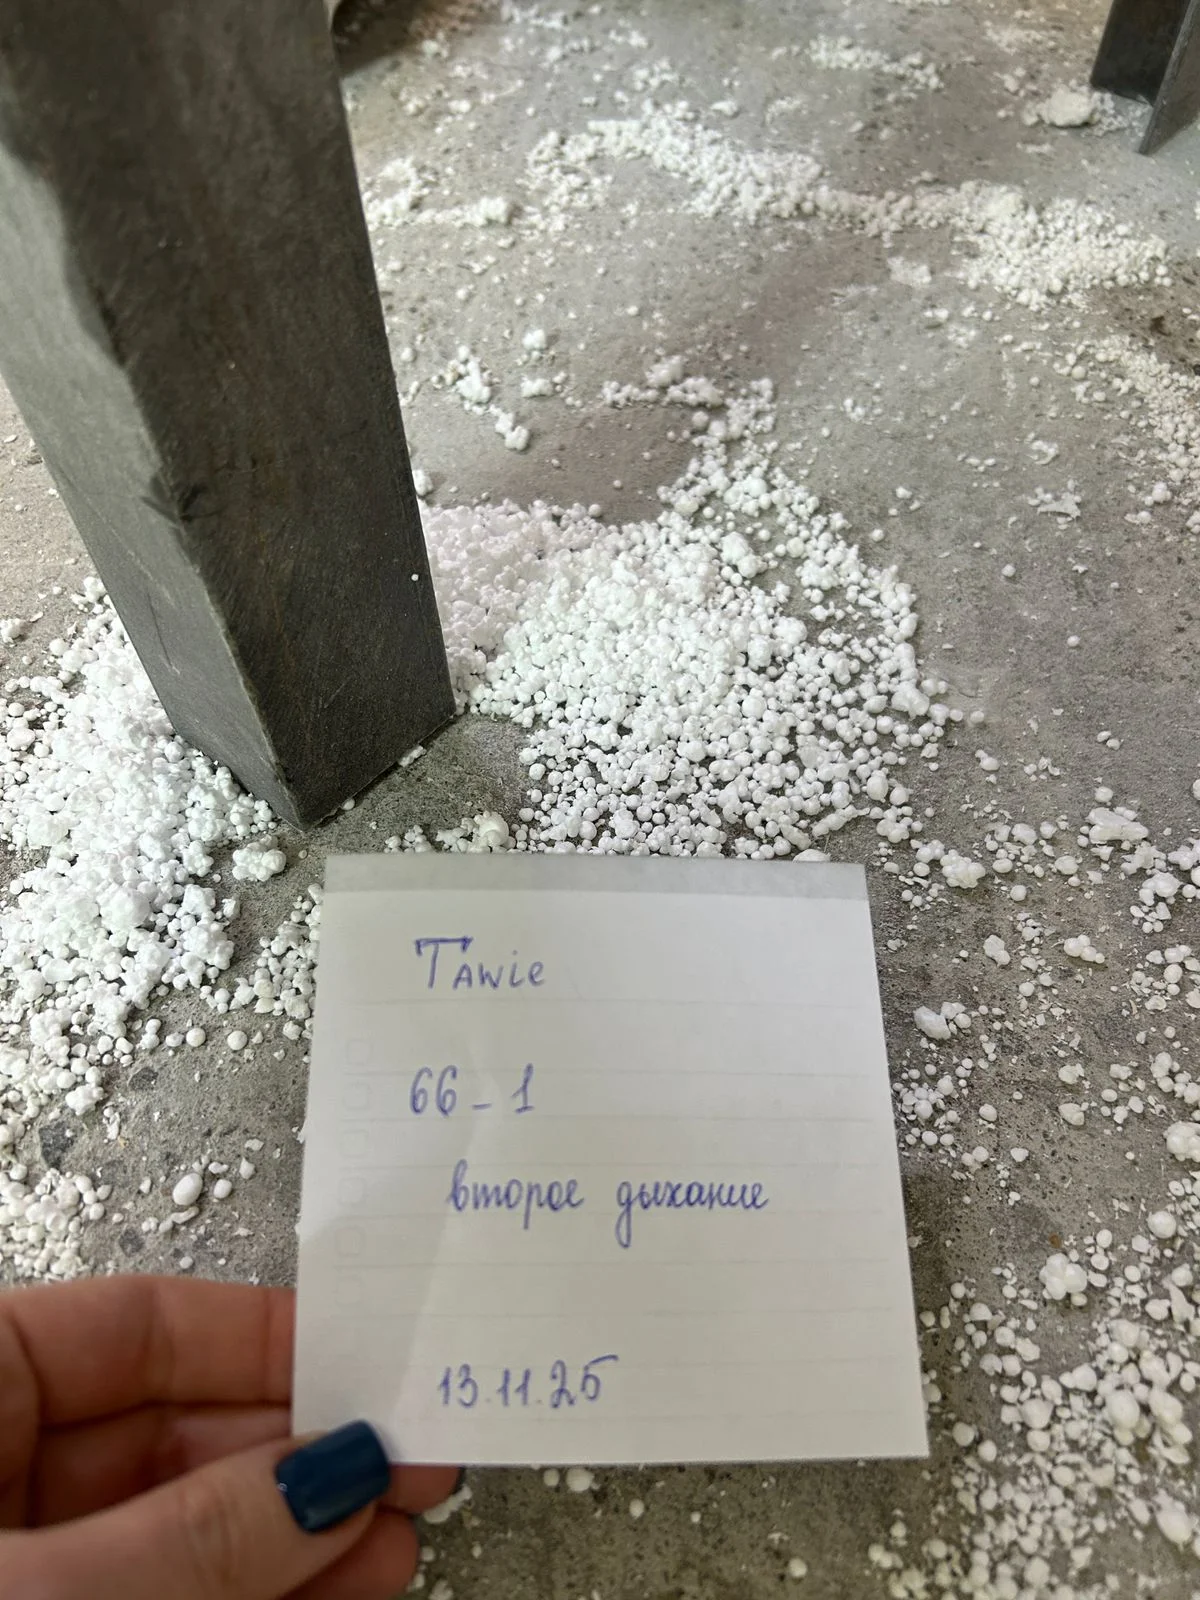 Tawie
66-1
второе дыхание
13.11.25